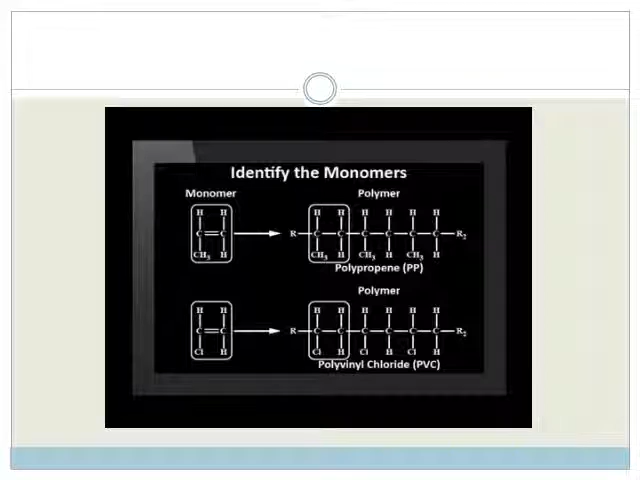 Identify the Monomers
Monomer Polymer
H H H H H H H H
C C R C C C C C C R2
CH3 H CH3 H CH3 H CH3 H
Polypropene (PP)
Polymer
H H H H H H H H
C C R C C C C C C R2
Cl H Cl H Cl H Cl H
Polyvinyl Chloride (PVC)